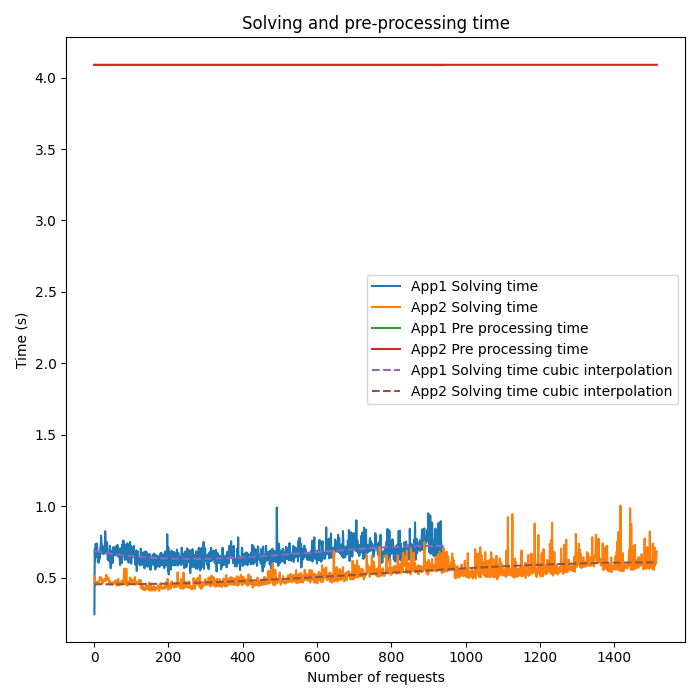 Solving and pre-processing time
4.0
3.5
3.0
2.5
2.0
1.5
1.0
0.5
Time (s)
App1 Solving time
App2 Solving time
App1 Pre processing time
App2 Pre processing time
App1 Solving time cubic interpolation
App2 Solving time cubic interpolation
0 200 400 600 800 1000 1200 1400
Number of requests